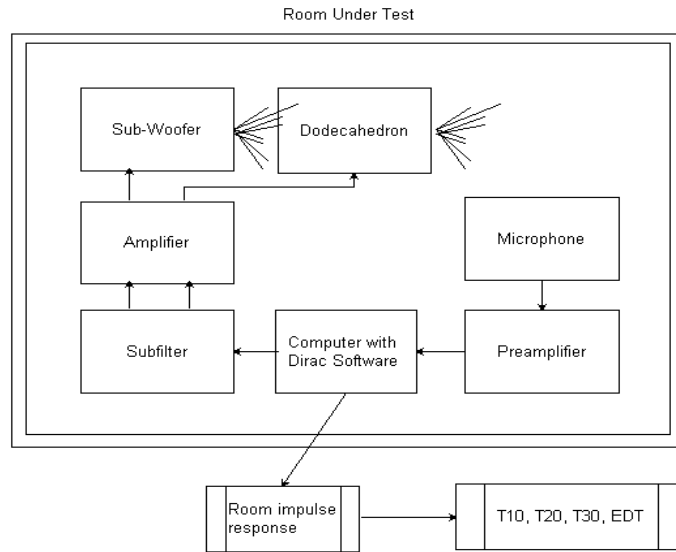 Room Under Test
Sub-Woofer
Dodecahedron
Amplifier
Microphone
Subfilter
Computer with
Dirac Software
Preamplifier
Room impulse
response
T10, T20, T30, EDT